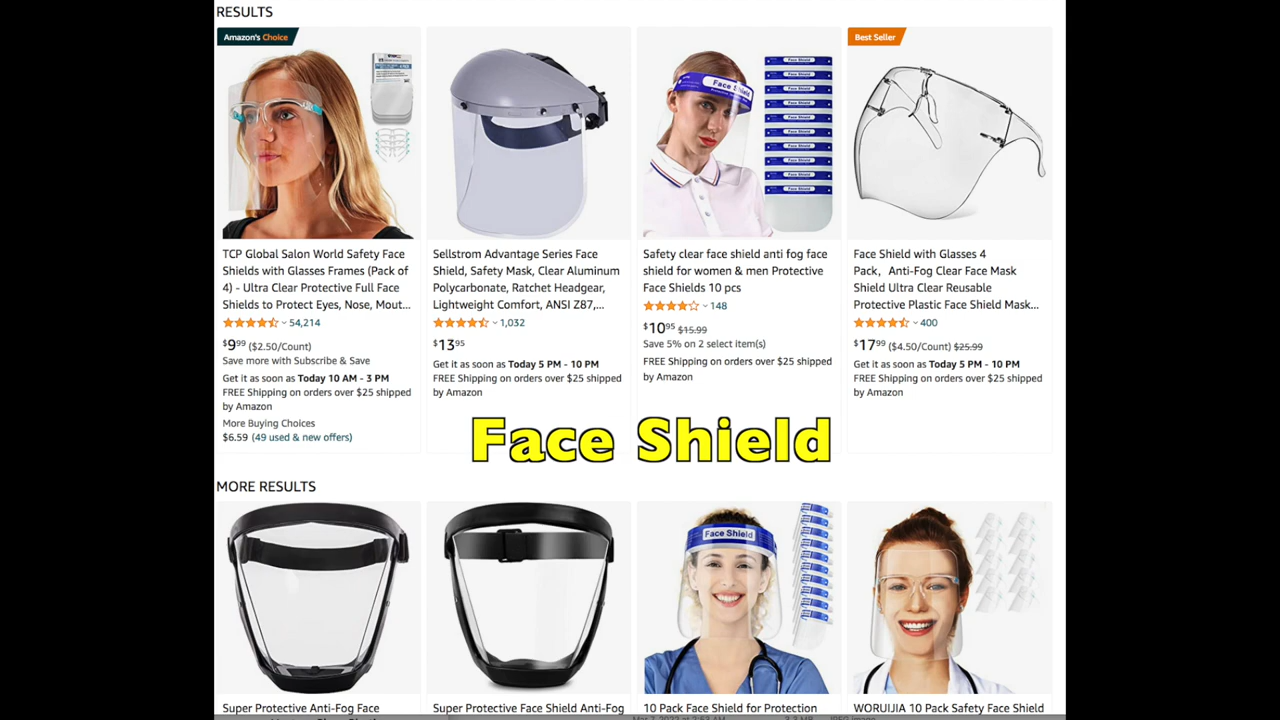 RESULTS
Amazon's Choice
Best Seller
Face Shield
TCP Global Salon World Safety Face
Shields with Glasses Frames (Pack of
4) - Ultra Clear Protective Full Face
Shields to Protect Eyes, Nose, Mout...
54,214
$9⁹⁹ ($2.50/Count)
Save more with Subscribe & Save
Get it as soon as Today 10 AM - 3 PM
FREE Shipping on orders over $25 shipped
by Amazon
More Buying Choices
$6.59 (49 used & new offers)
Sellstrom Advantage Series Face
Shield, Safety Mask, Clear Aluminum
Polycarbonate, Ratchet Headgear,
Lightweight Comfort, ANSI Z87,...
1,032
$13⁹⁵
Get it as soon as Today 5 PM - 10 PM
FREE Shipping on orders over $25 shipped
by Amazon
Safety clear face shield anti fog face
shield for women & men Protective
Face Shields 10 pcs
148
$10⁹⁵ $15.99
Save 5% on 2 select item(s)
FREE Shipping on orders over $25 shipped
by Amazon
Face Shield with Glasses 4
Pack，Anti-Fog Clear Face Mask
Shield Ultra Clear Reusable
Protective Plastic Face Shield Mask...
400
$17⁹⁹ ($4.50/Count) $25.99
Get it as soon as Today 5 PM - 10 PM
FREE Shipping on orders over $25 shipped
by Amazon
Face Shield
MORE RESULTS
Face Shield
Super Protective Anti-Fog Face
Super Protective Face Shield Anti-Fog
10 Pack Face Shield for Protection
WORUIJIA 10 Pack Safety Face Shield